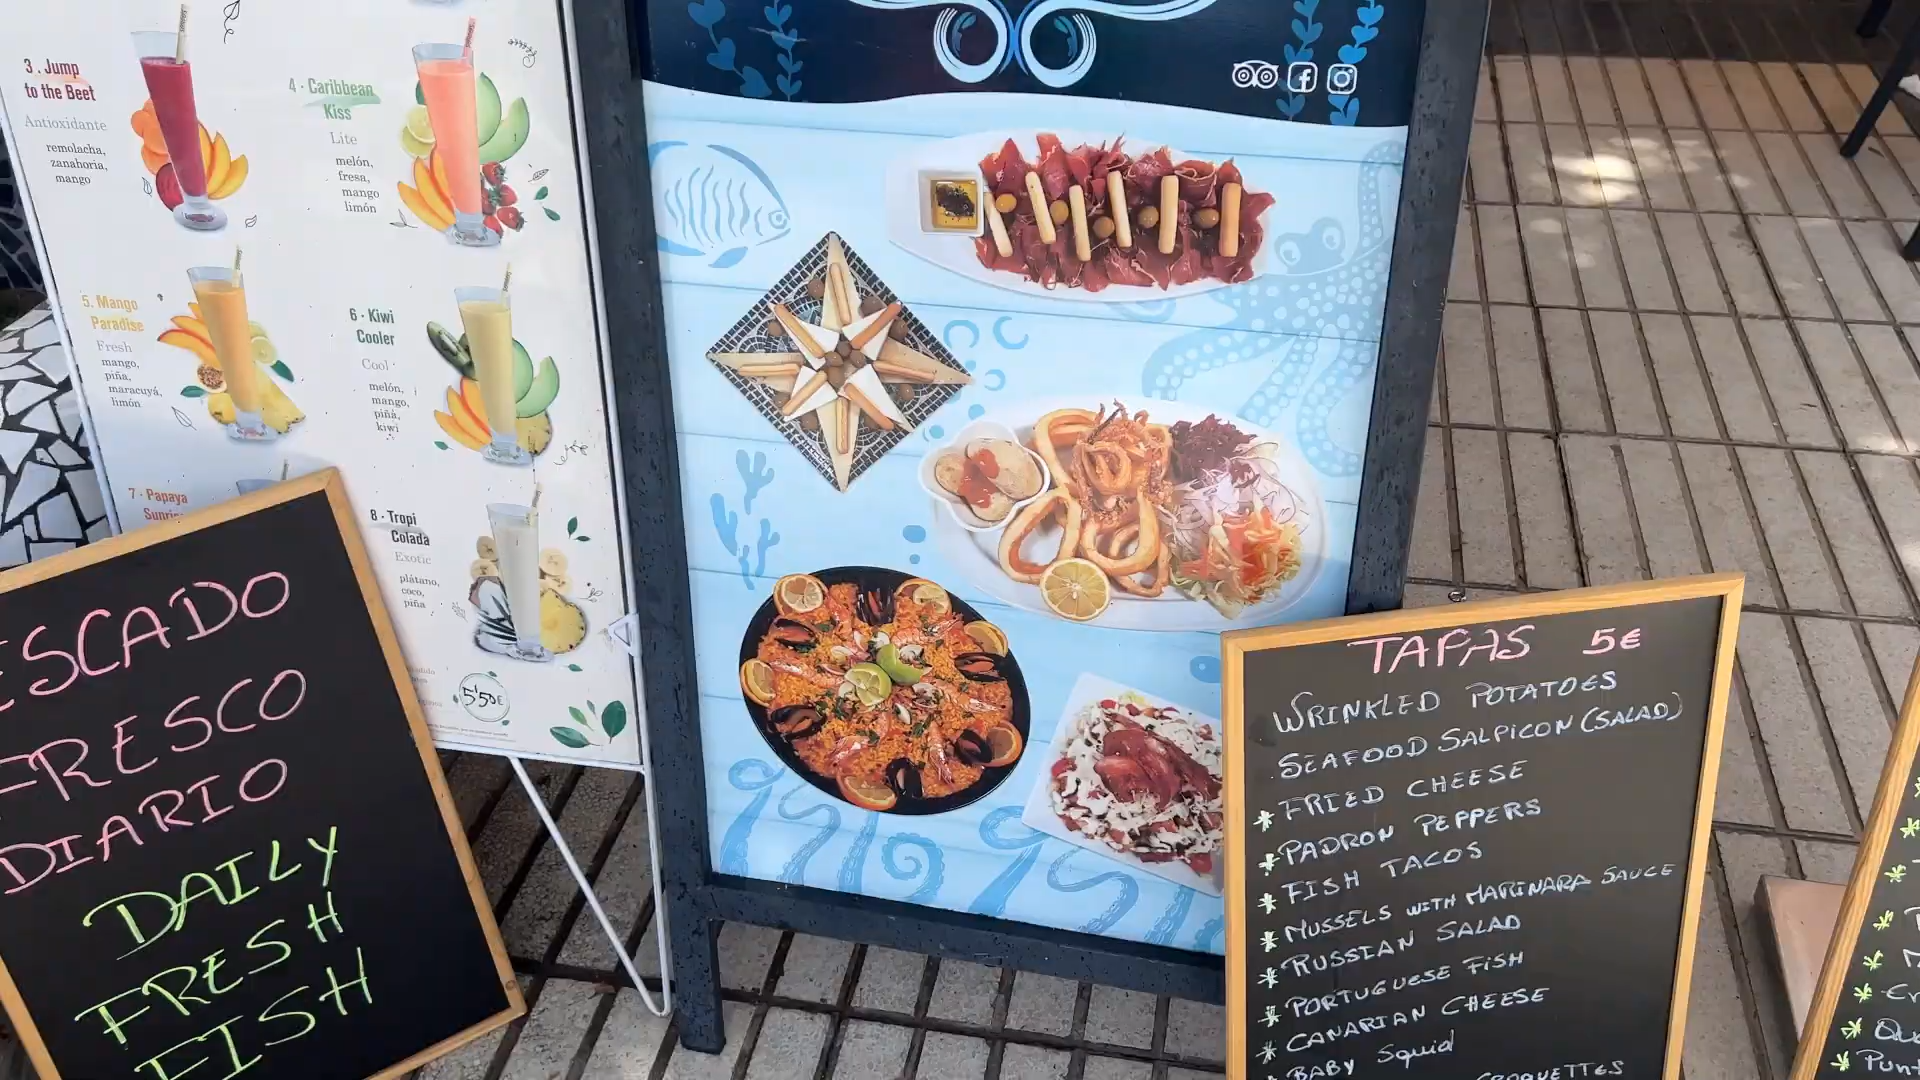 3 . Jump
to the Beet
Antioxidante
remolacha,
zanahoria,
mango
4 · Caribbean
Kiss
Lite
melón,
fresa,
mango
limón
5. Mango
Paradise
Fresh
mango,
piña,
maracuyá,
limón
6 · Kiwi
Cooler
Cool
melón,
mango,
piña,
kiwi
7 · Papaya
8 · Tropi
Colada
Exotic
plátano,
coco,
piña
5'50€
ESCADO
FRESCO
DIARIO
DAILY
FRESH
FISH
TAPAS 5€
WRINKLED POTATOES
SEAFOOD SALPICON (SALAD)
* FRIED CHEESE
* PADRON PEPPERS
* FISH TACOS
* MUSSELS WITH MARINARA SAUCE
* RUSSIAN SALAD
* PORTUGUESE FISH
* CANARIAN CHEESE
* BABY SQUID
CROQUETTES